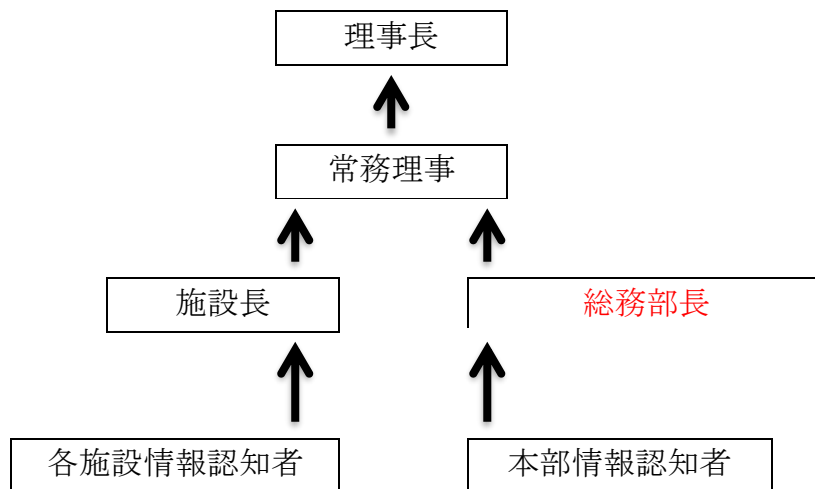 理事長
常務理事
施設長
総務部長
各施設情報認知者
本部情報認知者